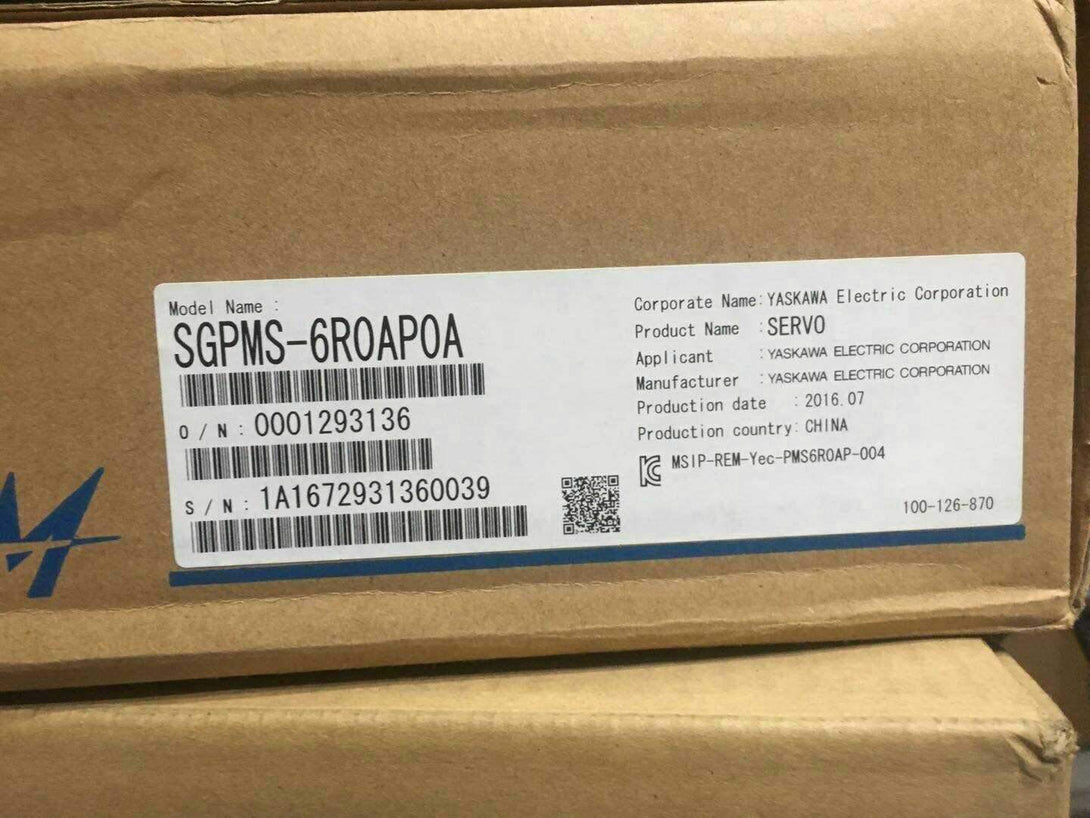 Model Name :
SGPMS-6R0AP0A
O / N : 0001293136
S / N : 1A1672931360039
Corporate Name: YASKAWA Electric Corporation
Product Name : SERVO
Applicant : YASKAWA ELECTRIC CORPORATION
Manufacturer : YASKAWA ELECTRIC CORPORATION
Production date : 2016.07
Production country: CHINA
MSIP-REM-Yec-PMS6R0AP-004
100-126-870